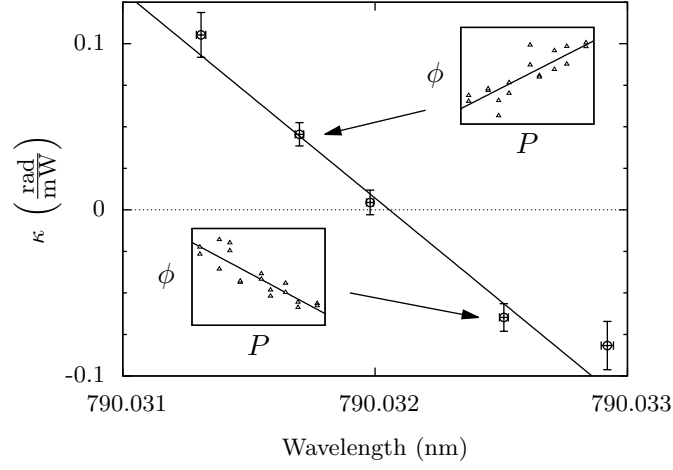 0.1
0
-0.1
κ (rad/mW)
790.031
790.032
790.033
Wavelength (nm)
ϕ
P
ϕ
P